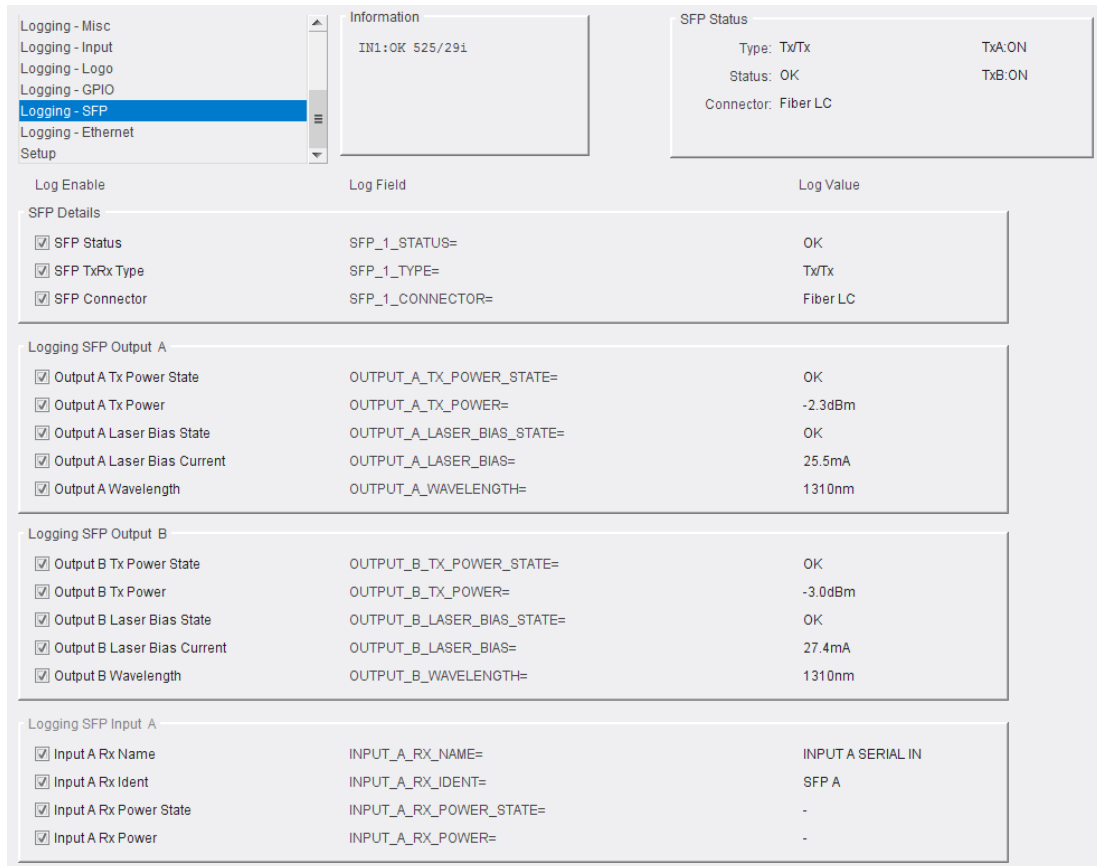 Logging - Misc
Logging - Input
Logging - Logo
Logging - GPIO
Logging - SFP
Logging - Ethernet
Setup
Information
IN1:OK 525/29i
SFP Status
Type: Tx/Tx TxA:ON
Status: OK TxB:ON
Connector: Fiber LC
Log Enable Log Field Log Value
SFP Details
SFP Status SFP_1_STATUS= OK
SFP TxRx Type SFP_1_TYPE= Tx/Tx
SFP Connector SFP_1_CONNECTOR= Fiber LC
Logging SFP Output A
Output A Tx Power State OUTPUT_A_TX_POWER_STATE= OK
Output A Tx Power OUTPUT_A_TX_POWER= -2.3dBm
Output A Laser Bias State OUTPUT_A_LASER_BIAS_STATE= OK
Output A Laser Bias Current OUTPUT_A_LASER_BIAS= 25.5mA
Output A Wavelength OUTPUT_A_WAVELENGTH= 1310nm
Logging SFP Output B
Output B Tx Power State OUTPUT_B_TX_POWER_STATE= OK
Output B Tx Power OUTPUT_B_TX_POWER= -3.0dBm
Output B Laser Bias State OUTPUT_B_LASER_BIAS_STATE= OK
Output B Laser Bias Current OUTPUT_B_LASER_BIAS= 27.4mA
Output B Wavelength OUTPUT_B_WAVELENGTH= 1310nm
Logging SFP Input A
Input A Rx Name INPUT_A_RX_NAME= INPUT A SERIAL IN
Input A Rx Ident INPUT_A_RX_IDENT= SFP A
Input A Rx Power State INPUT_A_RX_POWER_STATE= -
Input A Rx Power INPUT_A_RX_POWER= -